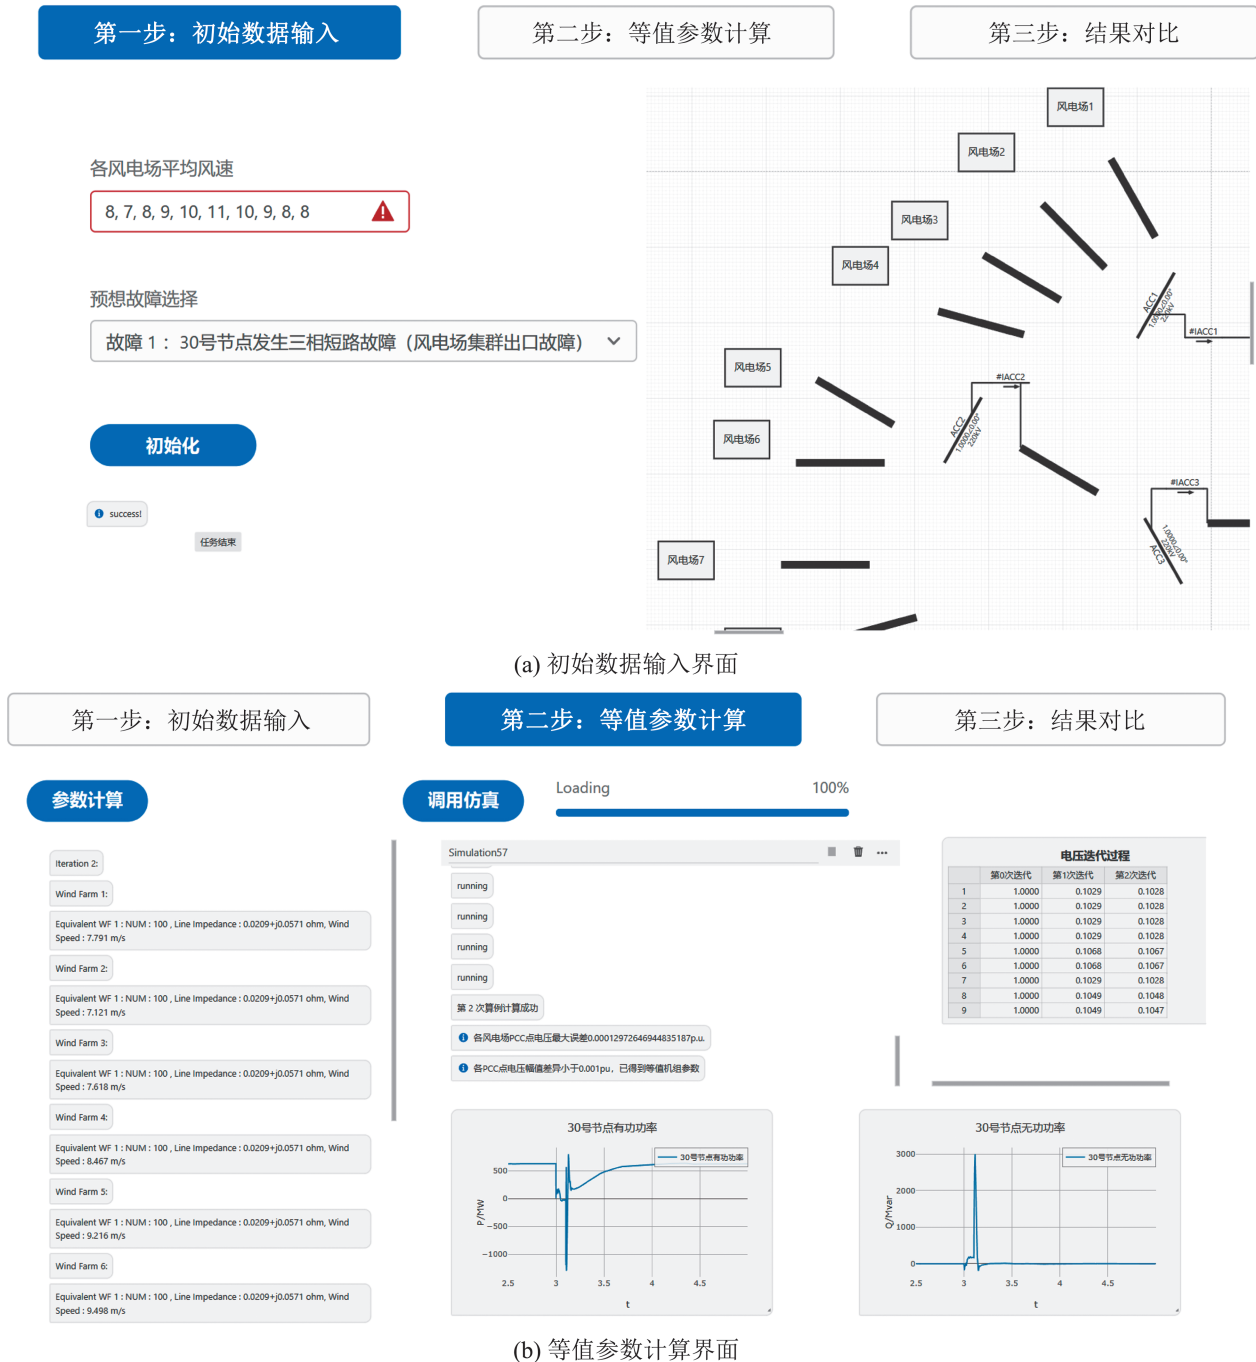 第一步：初始数据输入
第二步：等值参数计算
第三步：结果对比
各风电场平均风速
8, 7, 8, 9, 10, 11, 10, 9, 8, 8
预想故障选择
故障 1： 30号节点发生三相短路故障（风电场集群出口故障）
初始化
success!
任务结束
风电场1
风电场2
风电场3
风电场4
风电场5
风电场6
风电场7
ACC1
1.0000∠0.00°
220kV
#IACC1
#IACC2
ACC2
1.0000∠0.00°
220kV
#IACC3
1.0000∠0.00°
220kV
ACC3
(a) 初始数据输入界面
第一步：初始数据输入
第二步：等值参数计算
第三步：结果对比
参数计算
Iteration 2:
Wind Farm 1:
Equivalent WF 1 : NUM : 100 , Line Impedance : 0.0209+j0.0571 ohm, Wind
Speed : 7.791 m/s
Wind Farm 2:
Equivalent WF 1 : NUM : 100 , Line Impedance : 0.0209+j0.0571 ohm, Wind
Speed : 7.121 m/s
Wind Farm 3:
Equivalent WF 1 : NUM : 100 , Line Impedance : 0.0209+j0.0571 ohm, Wind
Speed : 7.618 m/s
Wind Farm 4:
Equivalent WF 1 : NUM : 100 , Line Impedance : 0.0209+j0.0571 ohm, Wind
Speed : 8.467 m/s
Wind Farm 5:
Equivalent WF 1 : NUM : 100 , Line Impedance : 0.0209+j0.0571 ohm, Wind
Speed : 9.216 m/s
Wind Farm 6:
Equivalent WF 1 : NUM : 100 , Line Impedance : 0.0209+j0.0571 ohm, Wind
Speed : 9.498 m/s
调用仿真
Loading 100%
Simulation57
running
running
running
running
第 2 次算例计算成功
各风电场PCC点电压最大误差0.00012972646944835187p.u.
各PCC点电压幅值差异小于0.001pu，已得到等值机组参数
电压迭代过程
第0次迭代 第1次迭代 第2次迭代
1 1.0000 0.1029 0.1028
2 1.0000 0.1029 0.1028
3 1.0000 0.1029 0.1028
4 1.0000 0.1029 0.1028
5 1.0000 0.1068 0.1067
6 1.0000 0.1068 0.1067
7 1.0000 0.1029 0.1028
8 1.0000 0.1049 0.1048
9 1.0000 0.1049 0.1047
30号节点有功功率
30号节点有功功率
P/MW
500
0
−500
−1000
2.5 3 3.5 4 4.5
t
30号节点无功功率
30号节点无功功率
Q/Mvar
3000
2000
1000
0
2.5 3 3.5 4 4.5
t
(b) 等值参数计算界面